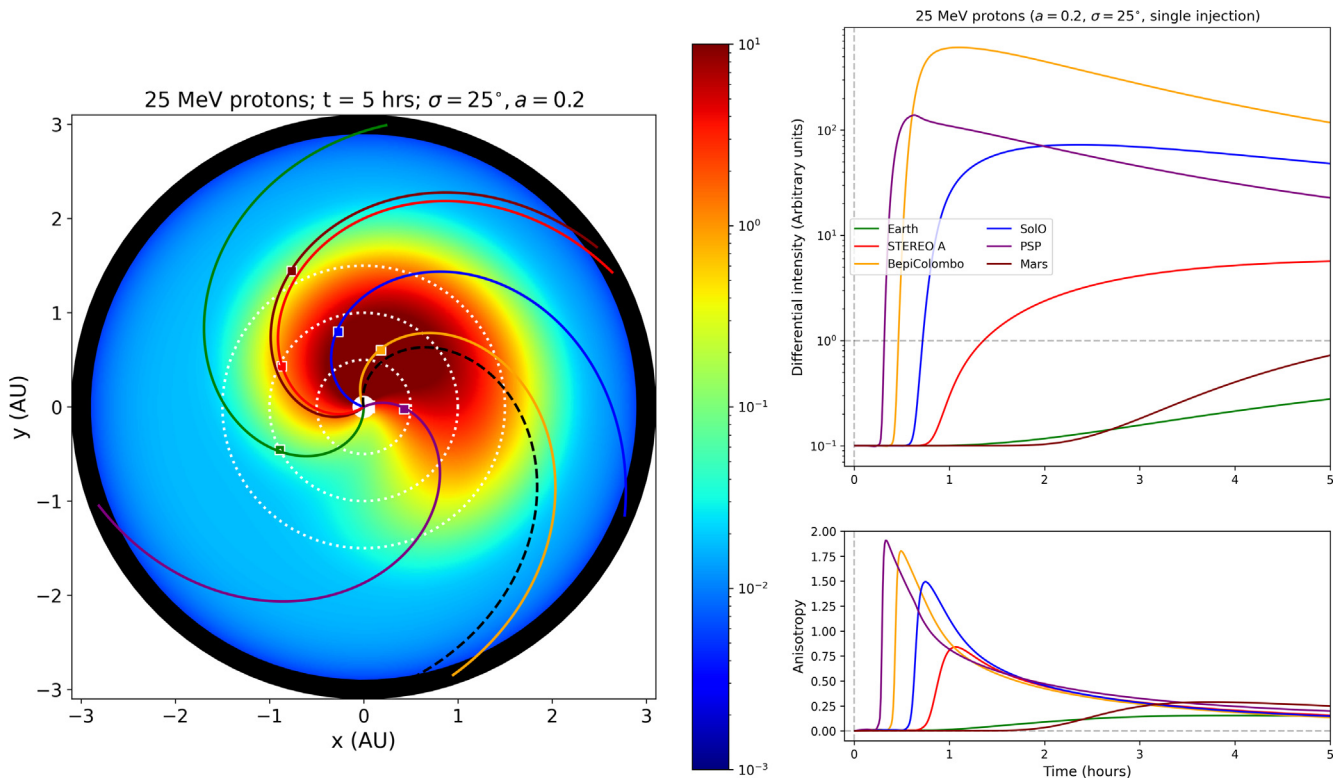 25 MeV protons; t = 5 hrs; σ = 25°, a = 0.2
3
2
1
0
−1
−2
−3
y (AU)
−3 −2 −1 0 1 2 3
x (AU)
10¹
10⁰
10⁻¹
10⁻²
10⁻³
25 MeV protons (a = 0.2, σ = 25°, single injection)
Differential intensity (Arbitrary units)
10²
10¹
10⁰
10⁻¹
Earth
STEREO A
BepiColombo
SolO
PSP
Mars
0 1 2 3 4 5
Anisotropy
2.00
1.75
1.50
1.25
1.00
0.75
0.50
0.25
0.00
0 1 2 3 4 5
Time (hours)